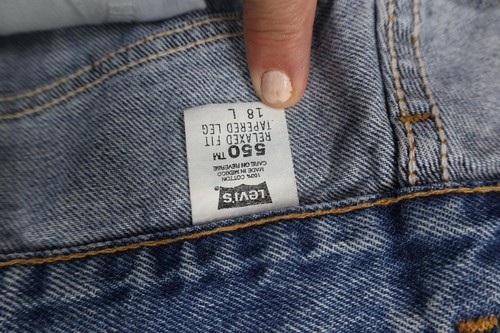 LEVI'S
100% COTTON
MADE IN MEXICO
CARE ON REVERSE
550 TM
RELAXED FIT
TAPERED LEG
18 L